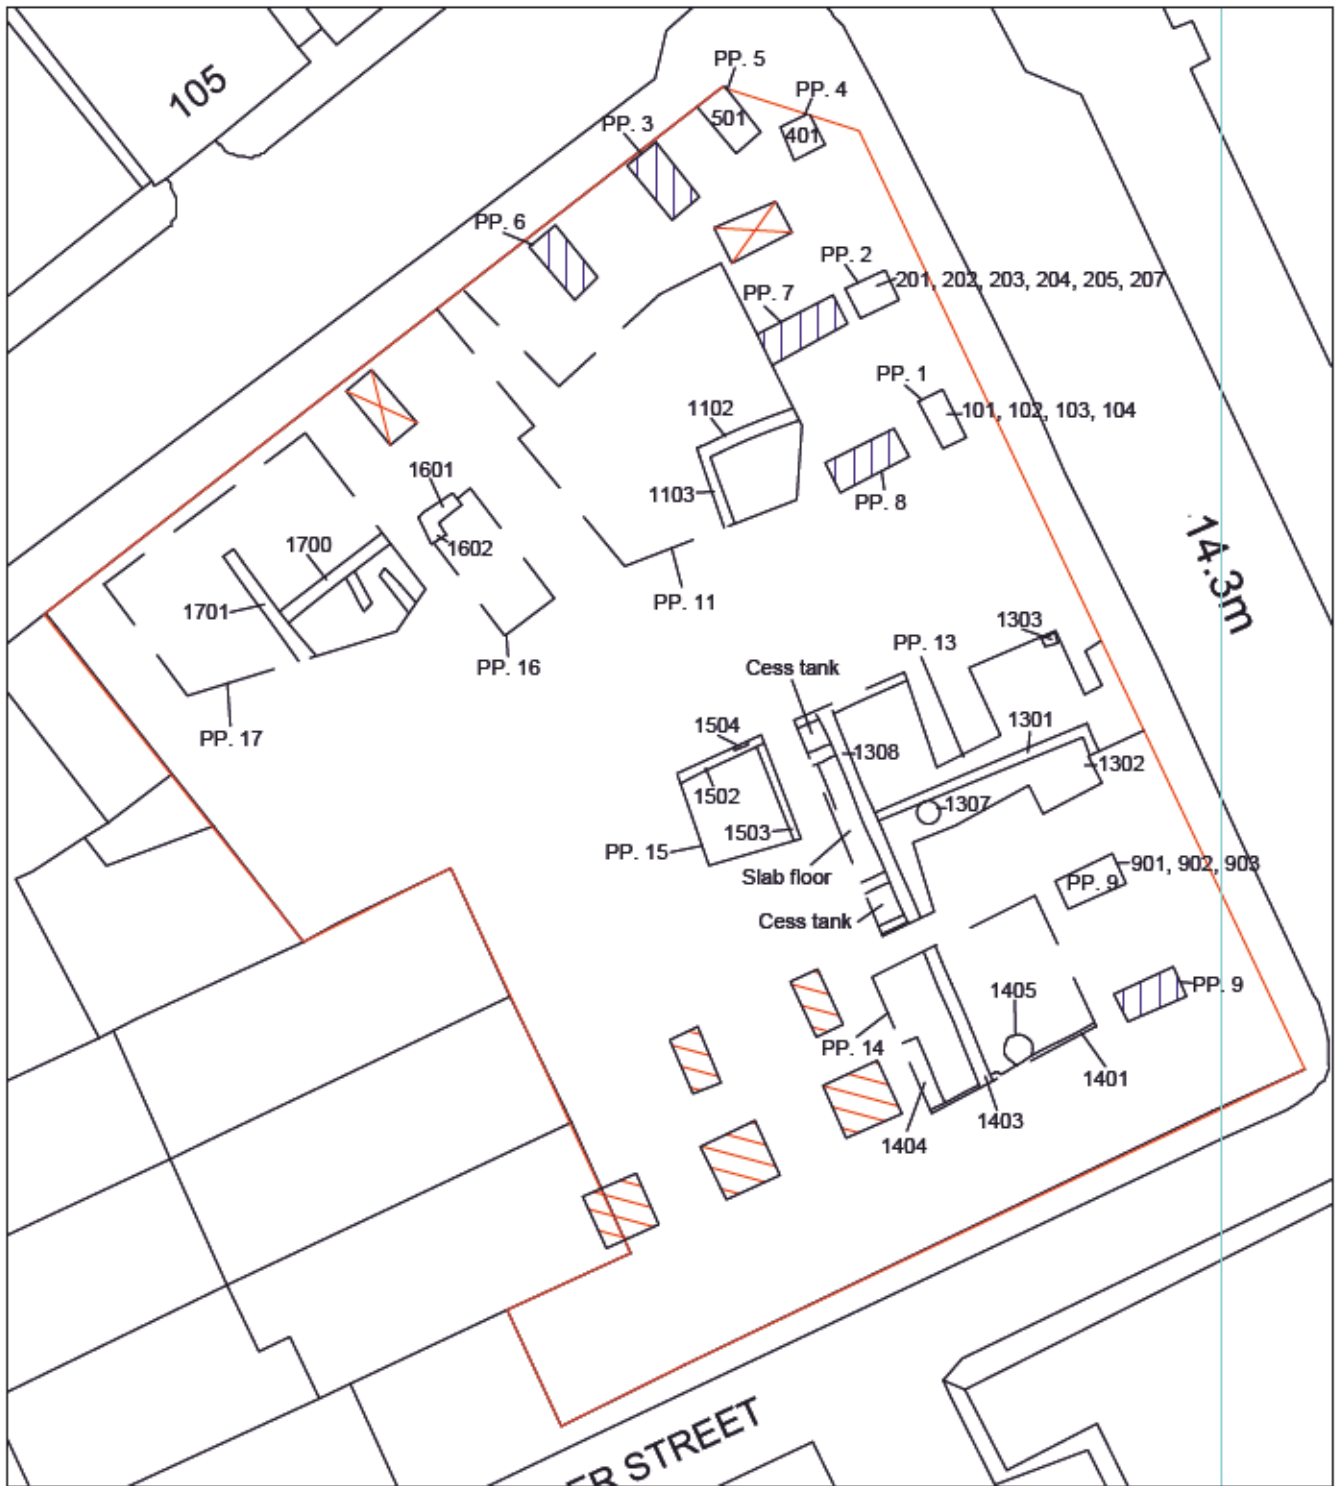 105
PP. 5
PP. 4
501
401
PP. 3
PP. 6
PP. 2
201, 202, 203, 204, 205, 207
PP. 7
PP. 1
101, 102, 103, 104
1102
1103
PP. 8
1601
1602
1700
1701
PP. 11
14.3m
1303
PP. 13
PP. 16
Cess tank
PP. 17
1504
1301
1308
1302
1502
1307
1503
PP. 15
Slab floor
901, 902, 903
PP. 9
Cess tank
PP. 9
1405
PP. 14
1401
1403
1404
ER STREET